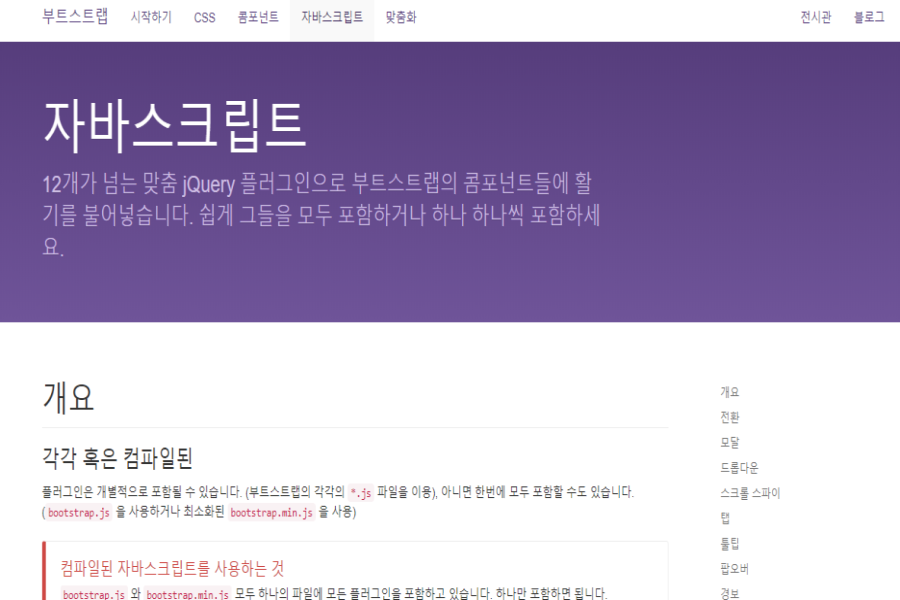 부트스트랩 시작하기 CSS 콤포넌트 자바스크립트 맞춤화 전시관 블로그
자바스크립트
12개가 넘는 맞춤 jQuery 플러그인으로 부트스트랩의 콤포넌트들에 활
기를 불어넣습니다. 쉽게 그들을 모두 포함하거나 하나 하나씩 포함하세
요.
개요
각각 혹은 컴파일된
플러그인은 개별적으로 포함될 수 있습니다. (부트스트랩의 각각의 *.js 파일을 이용), 아니면 한번에 모두 포함할 수도 있습니다.
(bootstrap.js 을 사용하거나 최소화된 bootstrap.min.js 을 사용)
컴파일된 자바스크립트를 사용하는 것
bootstrap.js 와 bootstrap.min.js 모두 하나의 파일에 모든 플러그인을 포함하고 있습니다. 하나만 포함하면 됩니다.
개요
전환
모달
드롭다운
스크롤 스파이
탭
툴팁
팝오버
경보